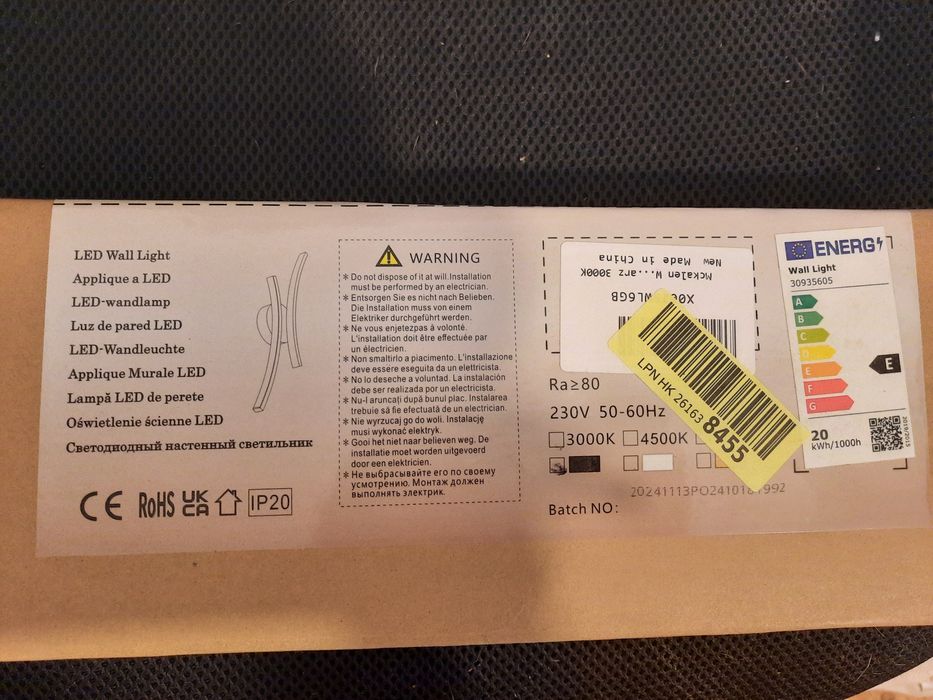 LED Wall Light
Applique a LED
LED-wandlamp
Luz de pared LED
LED-Wandleuchte
Applique Murale LED
Lampă LED de perete
Oświetlenie ścienne LED
Светодиодный настенный светильник
CE RoHS UK
CA IP20
WARNING
* Do not dispose of it at will.Installation
must be performed by an electrician.
* Entsorgen Sie es nicht nach Belieben.
Die Installation muss von einem
Elektriker durchgeführt werden.
* Ne vous enjetezpas à volonté.
L'installation doit être effectuée par
un électricien.
* Non smaltirlo a piacimento. L'installazione
deve essere eseguita da un elettricista.
* No lo deseche a voluntad. La instalación
debe ser realizada por un electricista.
* Nu-l aruncați după bunul plac. Instalarea
trebuie să fie efectuată de un electrician.
* Nie wyrzucaj go do woli. Instalację
musi wykonać elektryk.
* Gooi het niet naar believen weg. De
installatie moet worden uitgevoerd
door een elektricien.
* Не выбрасывайте его по своему
усмотрению. Монтаж должен
выполнять электрик.
Mckalen W...arz 3000K
New Made in China
WL6GB
LPN HK 26163 8455
Ra≥80
230V 50-60Hz
3000K 4500K
Batch NO:
ENERG
Wall Light
30935605
A
B
C
D
E
F
G
E
20
kWh/1000h
2019/2015